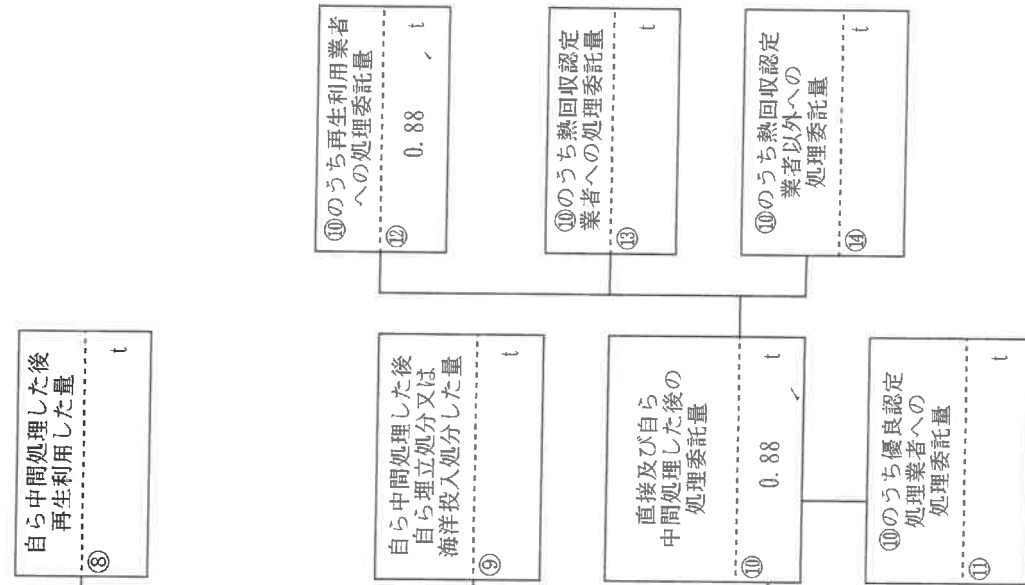 自ら中間処理した後
再生利用した量
⑧
t
自ら中間処理した後
自ら埋立処分又は
海洋投入処分した量
⑨
t
直接及び自ら
中間処理した後の
処理委託量
⑩
0.88
t
⑩のうち優良認定
処理業者への
処理委託量
⑪
t
⑩のうち再生利用業者
への処理委託量
⑫
0.88
t
⑩のうち熱回収認定
業者への処理委託量
⑬
t
⑩のうち熱回収認定
業者以外への
処理委託量
⑭
t